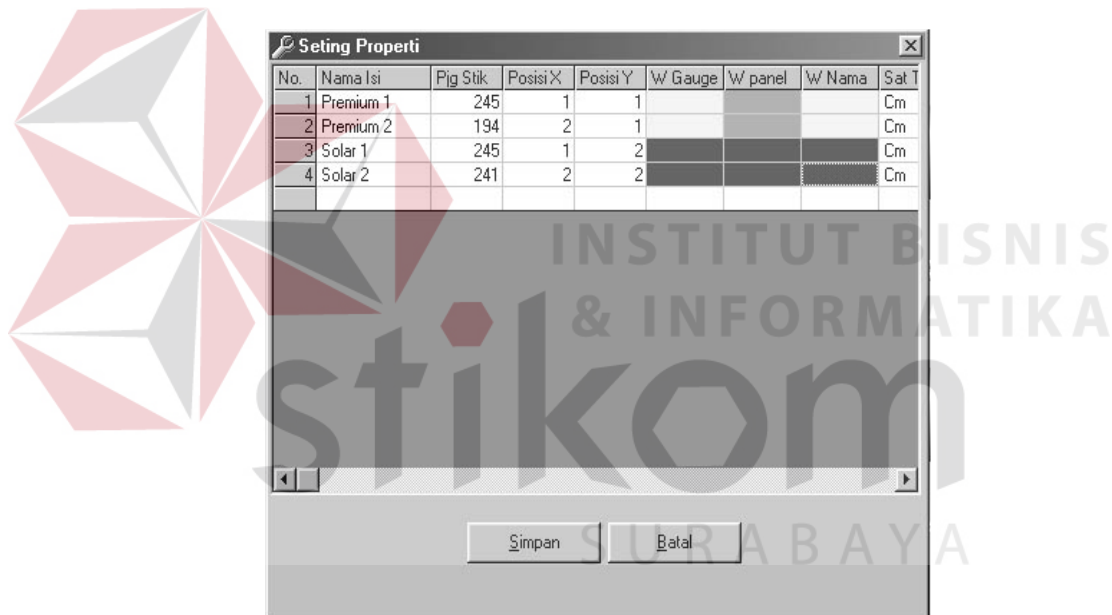 Seting Properti
No. Nama Isi Pjg Stik Posisi X Posisi Y W Gauge W panel W Nama Sat T
1 Premium 1 245 1 1 Cm
2 Premium 2 194 2 1 Cm
3 Solar 1 245 1 2 Cm
4 Solar 2 241 2 2 Cm
INSTITUT BISNIS
& INFORMATIKA
stikom
Simpan Batal
SURABAYA